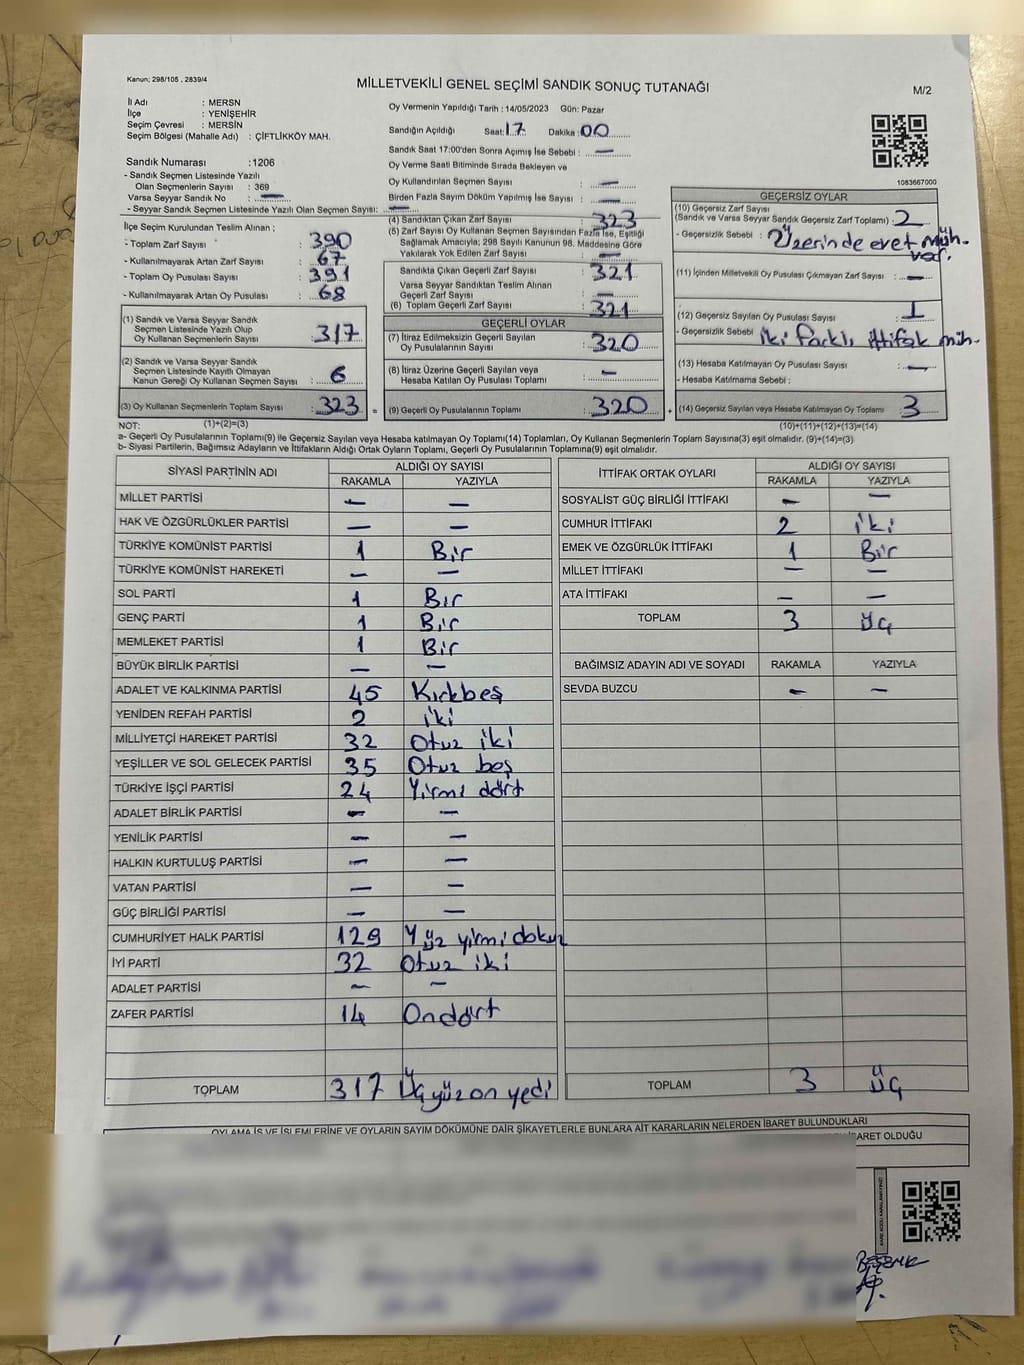 Kanun; 298/105 , 2839/4
MİLLETVEKİLİ GENEL SEÇİMİ SANDIK SONUÇ TUTANAĞI
M/2
İl Adı : MERSN
İlçe : YENİŞEHİR
Seçim Çevresi : MERSİN
Seçim Bölgesi (Mahalle Adı) : ÇİFTLİKKÖY MAH.
Sandık Numarası :1206
- Sandık Seçmen Listesinde Yazılı
Olan Seçmenlerin Sayısı : 369
Varsa Seyyar Sandık No : —
- Seyyar Sandık Seçmen Listesinde Yazılı Olan Seçmen Sayısı: —
İlçe Seçim Kurulundan Teslim Alınan ;
- Toplam Zarf Sayısı : 390
- Kullanılmayarak Artan Zarf Sayısı : 67
- Toplam Oy Pusulası Sayısı : 391
- Kullanılmayarak Artan Oy Pusulası : 68
(1) Sandık ve Varsa Seyyar Sandık
Seçmen Listesinde Yazılı Olup
Oy Kullanan Seçmenlerin Sayısı : 317
(2) Sandık ve Varsa Seyyar Sandık
Seçmen Listesinde Kayıtlı Olmayan
Kanun Gereği Oy Kullanan Seçmen Sayısı : 6
(3) Oy Kullanan Seçmenlerin Toplam Sayısı : 323 =
(1)+(2)=(3)
Oy Vermenin Yapıldığı Tarih : 14/05/2023 Gün: Pazar
Sandığın Açıldığı Saat: 17 Dakika : 00
Sandık Saat 17:00'den Sonra Açımış İse Sebebi : —
Oy Verme Saati Bitiminde Sırada Bekleyen ve
Oy Kullandırılan Seçmen Sayısı : —
Birden Fazla Sayım Döküm Yapılmış İse Sayısı : —
(4) Sandıktan Çıkan Zarf Sayısı : 323
(5) Zarf Sayısı Oy Kullanan Seçmen Sayısından Fazla İse, Eşitliği
Sağlamak Amacıyla; 298 Sayılı Kanunun 98. Maddesine Göre
Yakılarak Yok Edilen Zarf Sayısı : —
Sandıkta Çıkan Geçerli Zarf Sayısı : 321
Varsa Seyyar Sandıktan Teslim Alınan
Geçerli Zarf Sayısı : —
(6) Toplam Geçerli Zarf Sayısı : 321
GEÇERLİ OYLAR
(7) İtiraz Edilmeksizin Geçerli Sayılan
Oy Pusulalarının Sayısı : 320
(8) İtiraz Üzerine Geçerli Sayılan veya
Hesaba Katılan Oy Pusulası Toplamı : —
(9) Geçerli Oy Pusulalarının Toplamı : 320 +
1083667000
GEÇERSİZ OYLAR
(10) Geçersiz Zarf Sayısı
(Sandık ve Varsa Seyyar Sandık Geçersiz Zarf Toplamı) : 2
- Geçersizlik Sebebi : Üzerinde evet müh.
var.
(11) İçinden Milletvekili Oy Pusulası Çıkmayan Zarf Sayısı : —
(12) Geçersiz Sayılan Oy Pusulası Sayısı : 1
- Geçersizlik Sebebi : iki farklı ittifak müh.
(13) Hesaba Katılmayan Oy Pusulası Sayısı : —
- Hesaba Katılmama Sebebi :
(14) Geçersiz Sayılan veya Hesaba Katılmayan Oy Toplamı : 3
(10)+(11)+(12)+(13)=(14)
NOT:
a- Geçerli Oy Pusulalarının Toplamı(9) ile Geçersiz Sayılan veya Hesaba katılmayan Oy Toplamı(14) Toplamları, Oy Kullanan Seçmenlerin Toplam Sayısına(3) eşit olmalıdır. (9)+(14)=(3)
b- Siyasi Partilerin, Bağımsız Adayların ve İttifakların Aldığı Ortak Oyların Toplamı, Geçerli Oy Pusulalarının Toplamına(9) eşit olmalıdır.
SİYASİ PARTİNİN ADI ALDIĞI OY SAYISI
RAKAMLA YAZIYLA
MİLLET PARTİSİ — —
HAK VE ÖZGÜRLÜKLER PARTİSİ — —
TÜRKİYE KOMÜNİST PARTİSİ 1 Bir
TÜRKİYE KOMÜNİST HAREKETİ — —
SOL PARTİ 1 Bir
GENÇ PARTİ 1 Bir
MEMLEKET PARTİSİ 1 Bir
BÜYÜK BİRLİK PARTİSİ — —
ADALET VE KALKINMA PARTİSİ 45 Kırkbeş
YENİDEN REFAH PARTİSİ 2 iki
MİLLİYETÇİ HAREKET PARTİSİ 32 Otuz iki
YEŞİLLER VE SOL GELECEK PARTİSİ 35 Otuz beş
TÜRKİYE İŞÇİ PARTİSİ 24 Yirmi dört
ADALET BİRLİK PARTİSİ — —
YENİLİK PARTİSİ — —
HALKIN KURTULUŞ PARTİSİ — —
VATAN PARTİSİ — —
GÜÇ BİRLİĞİ PARTİSİ — —
CUMHURİYET HALK PARTİSİ 129 Yüz yirmi dokuz
İYİ PARTİ 32 Otuz iki
ADALET PARTİSİ — —
ZAFER PARTİSİ 14 Ondört
TOPLAM 317 Üçyüz on yedi
İTTİFAK ORTAK OYLARI ALDIĞI OY SAYISI
RAKAMLA YAZIYLA
SOSYALİST GÜÇ BİRLİĞİ İTTİFAKI — —
CUMHUR İTTİFAKI 2 iki
EMEK VE ÖZGÜRLÜK İTTİFAKI 1 Bir
MİLLET İTTİFAKI — —
ATA İTTİFAKI — —
TOPLAM 3 üç
BAĞIMSIZ ADAYIN ADI VE SOYADI RAKAMLA YAZIYLA
SEVDA BUZCU — —
TOPLAM 3 üç
OYLAMA İŞ VE İŞLEMLERİNE VE OYLARIN SAYIM DÖKÜMÜNE DAİR ŞİKAYETLERLE BUNLARA AİT KARARLARIN NELERDEN İBARET BULUNDUKLARI
İBARET OLDUĞU